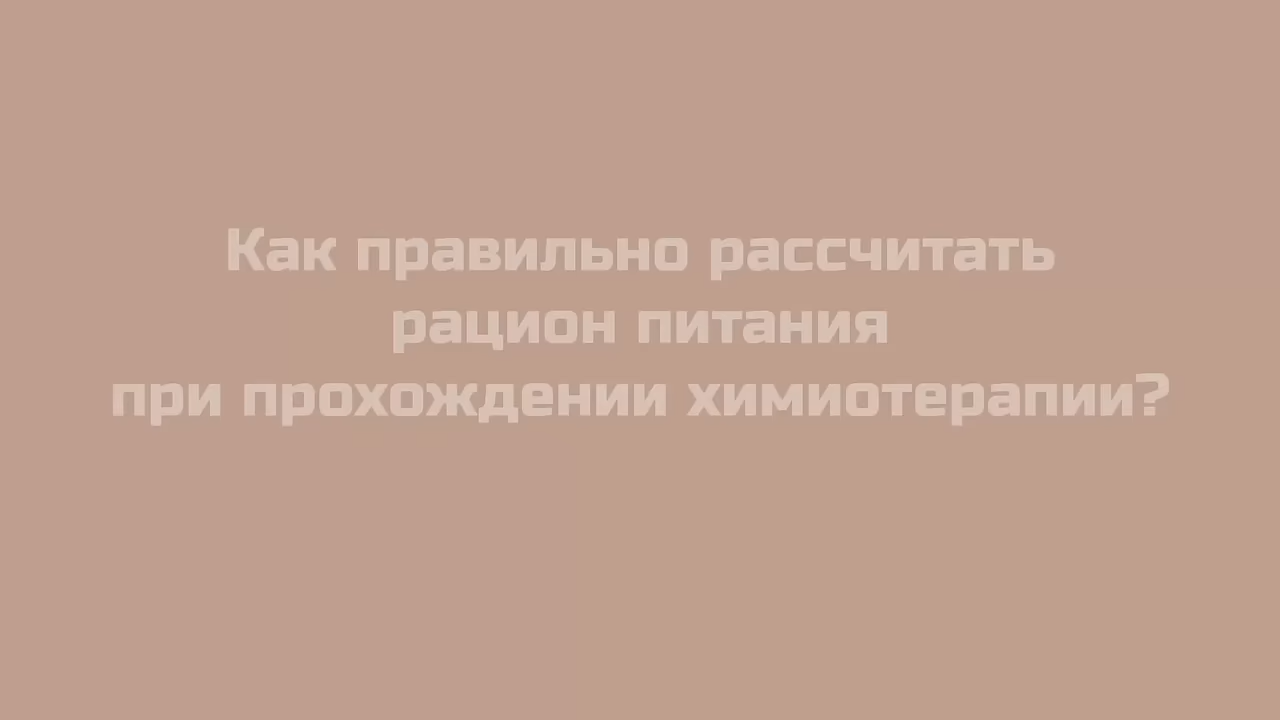 Как правильно рассчитать
рацион питания
при прохождении химиотерапии?